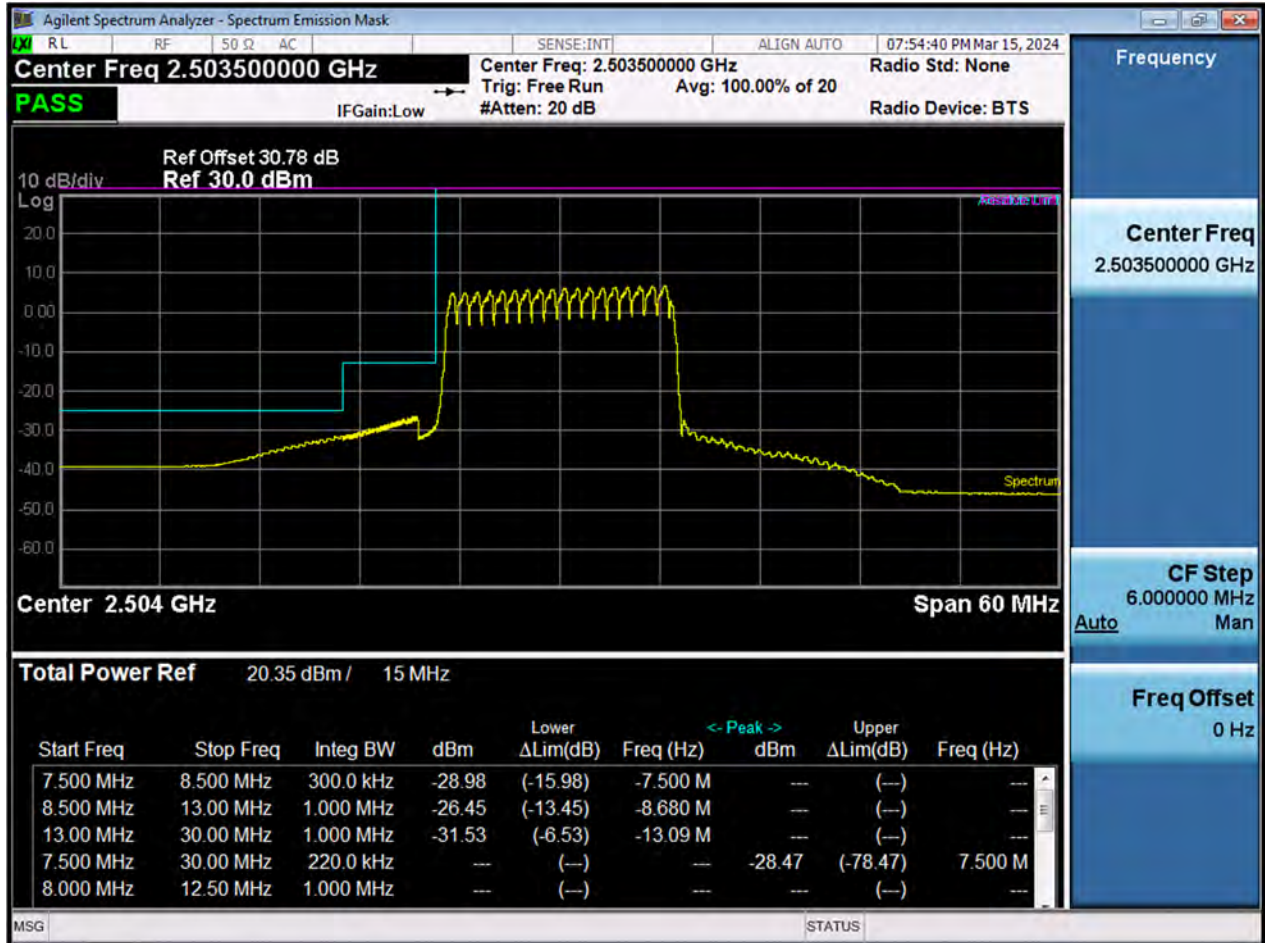 Agilent Spectrum Analyzer - Spectrum Emission Mask
LXI RL RF 50 Ω AC SENSE:INT ALIGN AUTO 07:54:40 PM Mar 15, 2024
Center Freq 2.503500000 GHz
Center Freq: 2.503500000 GHz Radio Std: None
Trig: Free Run Avg: 100.00% of 20
PASS IFGain:Low #Atten: 20 dB Radio Device: BTS
Ref Offset 30.78 dB
10 dB/div Ref 30.0 dBm
Log
Absolute Limit
20.0
10.0
0.00
-10.0
-20.0
-30.0
-40.0
Spectrum
-50.0
-60.0
Center 2.504 GHz Span 60 MHz
Total Power Ref 20.35 dBm / 15 MHz
Lower <- Peak -> Upper
Start Freq Stop Freq Integ BW dBm ΔLim(dB) Freq (Hz) dBm ΔLim(dB) Freq (Hz)
7.500 MHz 8.500 MHz 300.0 kHz -28.98 (-15.98) -7.500 M --- (---) ---
8.500 MHz 13.00 MHz 1.000 MHz -26.45 (-13.45) -8.680 M --- (---) ---
13.00 MHz 30.00 MHz 1.000 MHz -31.53 (-6.53) -13.09 M --- (---) ---
7.500 MHz 30.00 MHz 220.0 kHz --- (---) --- -28.47 (-78.47) 7.500 M
8.000 MHz 12.50 MHz 1.000 MHz --- (---) --- --- (---) ---
MSG STATUS
Frequency
Center Freq
2.503500000 GHz
CF Step
6.000000 MHz
Auto Man
Freq Offset
0 Hz